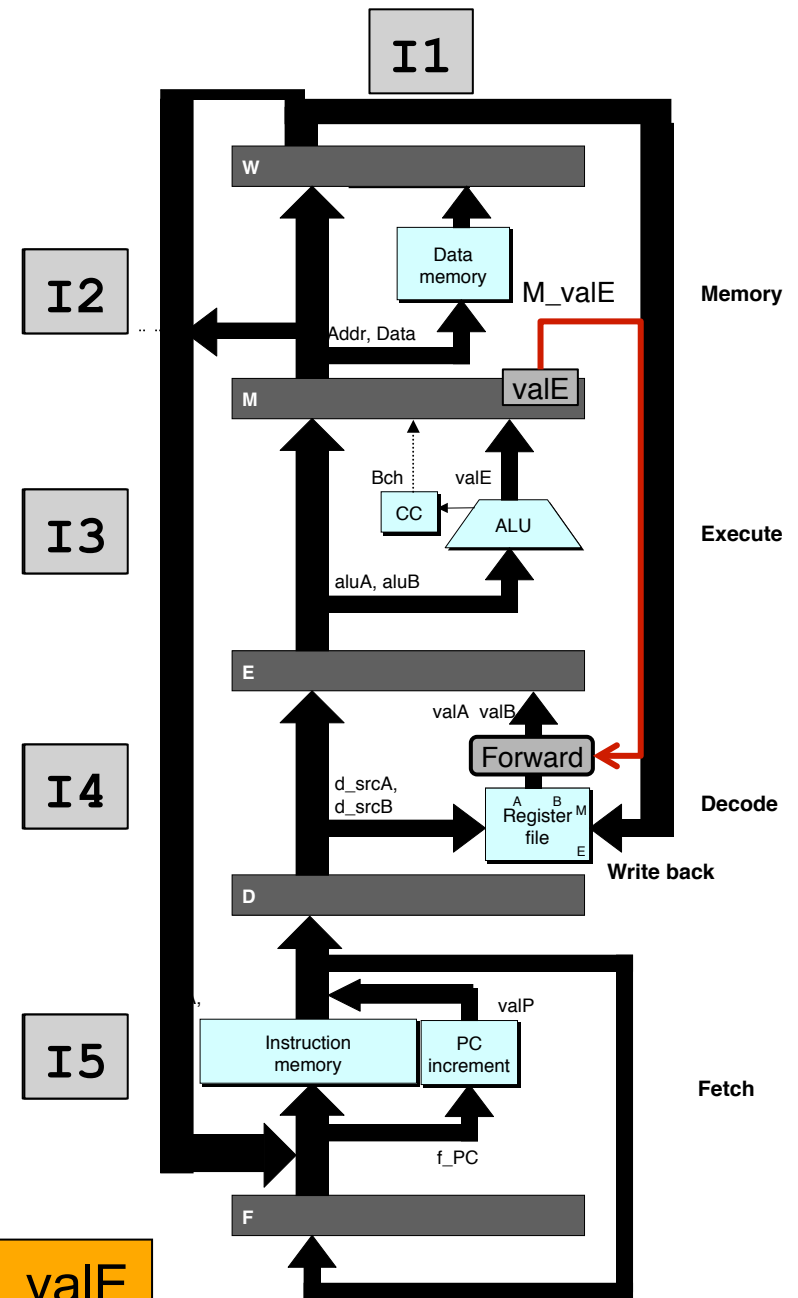 I1
W
Data
memory
I2
M_valE
Memory
Addr, Data
valE
M
Bch
valE
CC
ALU
I3
Execute
aluA, aluB
E
valA valB
Forward
I4
d_srcA,
d_srcB
A B
M
Register
file
E
Decode
Write back
D
valP
Instruction
memory
PC
increment
I5
Fetch
f_PC
F
valE